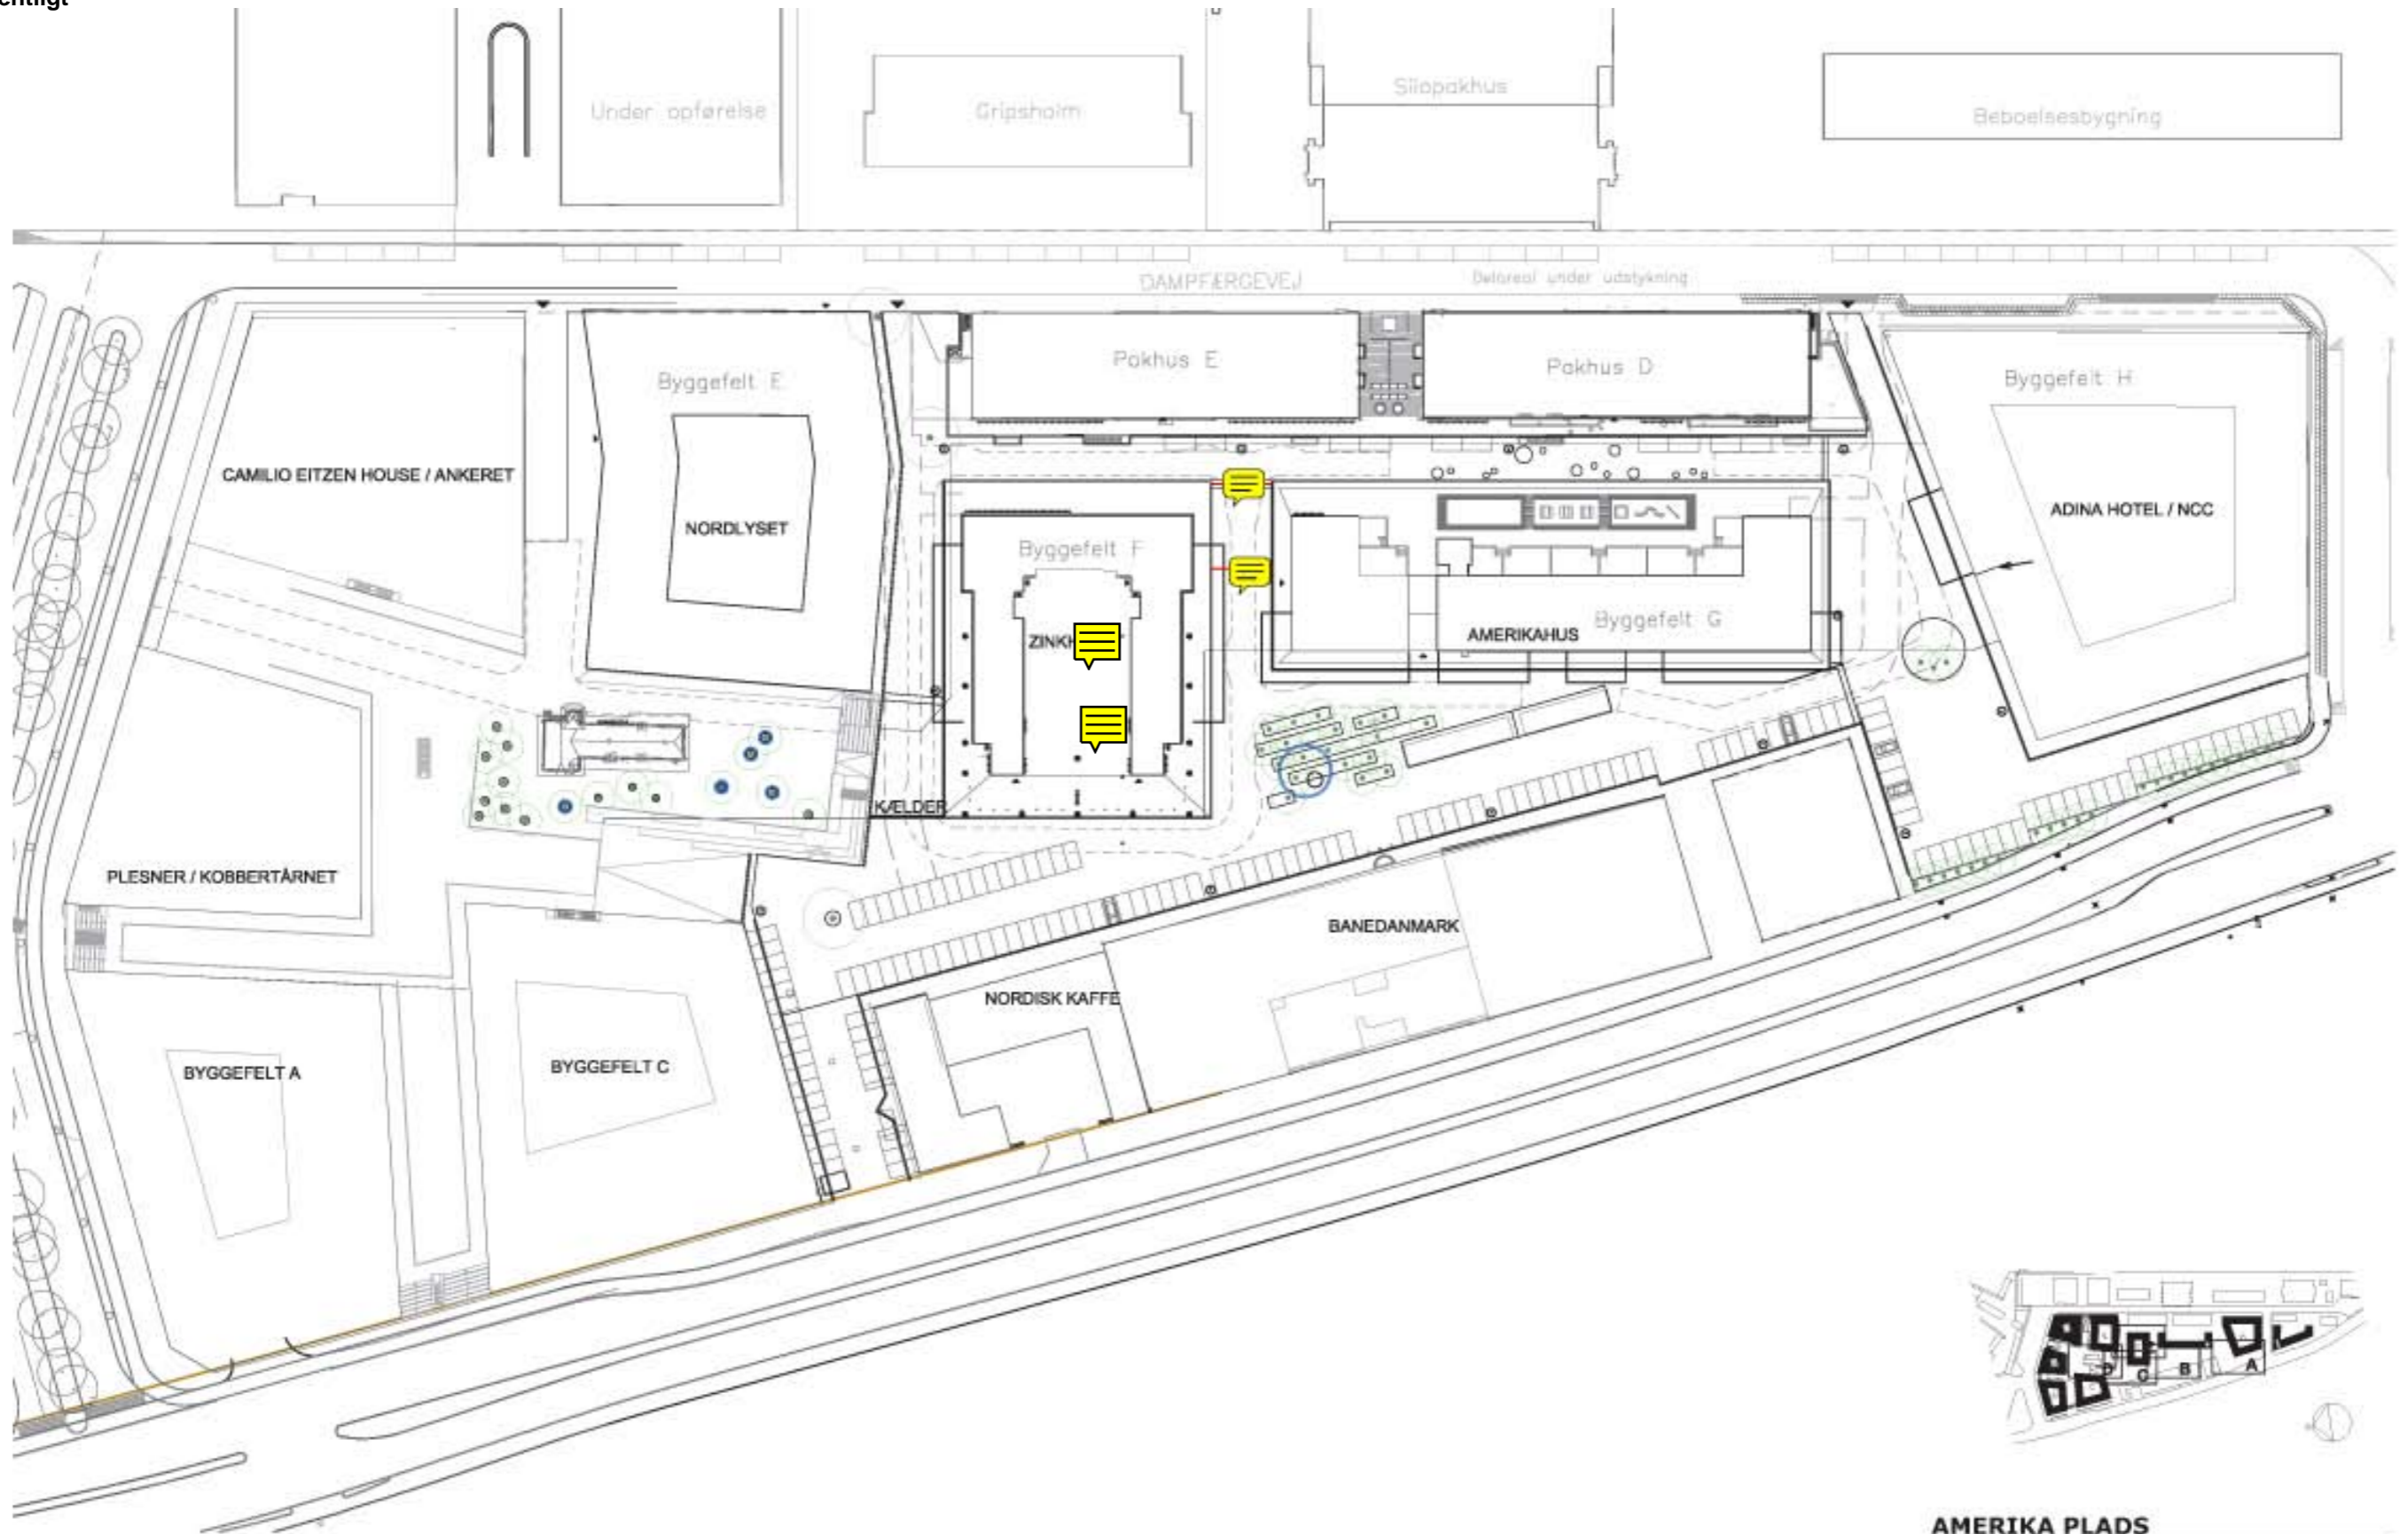 Under opførelse
Gripsholm
Silopakhus
Beboelsesbygning
DAMPFÆRGEVEJ
Delareal under udstykning
Pakhus E
Pakhus D
Byggefelt E
Byggefelt H
CAMILIO EITZEN HOUSE / ANKERET
NORDLYSET
ADINA HOTEL / NCC
Byggefelt F
Byggefelt G
AMERIKAHUS
KÆLDER
PLESNER / KOBBERTÅRNET
BANEDANMARK
NORDISK KAFFE
BYGGEFELT A
BYGGEFELT C
D
C
B
A
AMERIKA PLADS